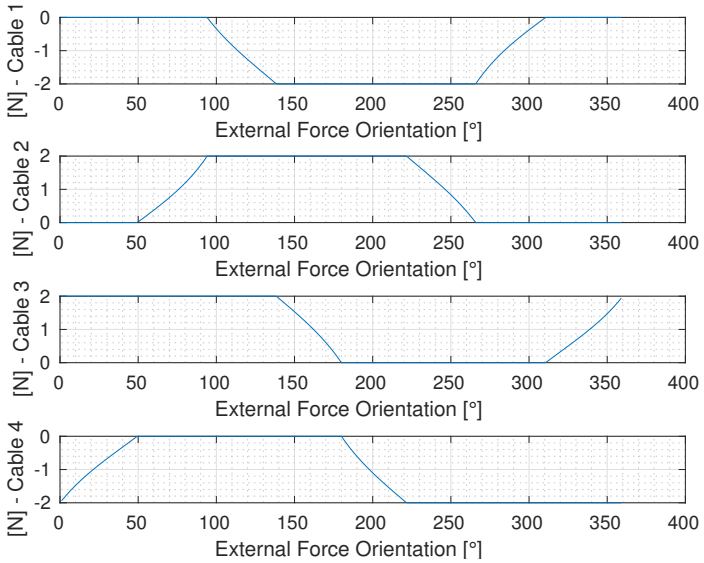 [N] - Cable 1
0
-1
-2
0 50 100 150 200 250 300 350 400
External Force Orientation [°]
[N] - Cable 2
2
1
0
0 50 100 150 200 250 300 350 400
External Force Orientation [°]
[N] - Cable 3
2
1
0
0 50 100 150 200 250 300 350 400
External Force Orientation [°]
[N] - Cable 4
0
-1
-2
0 50 100 150 200 250 300 350 400
External Force Orientation [°]